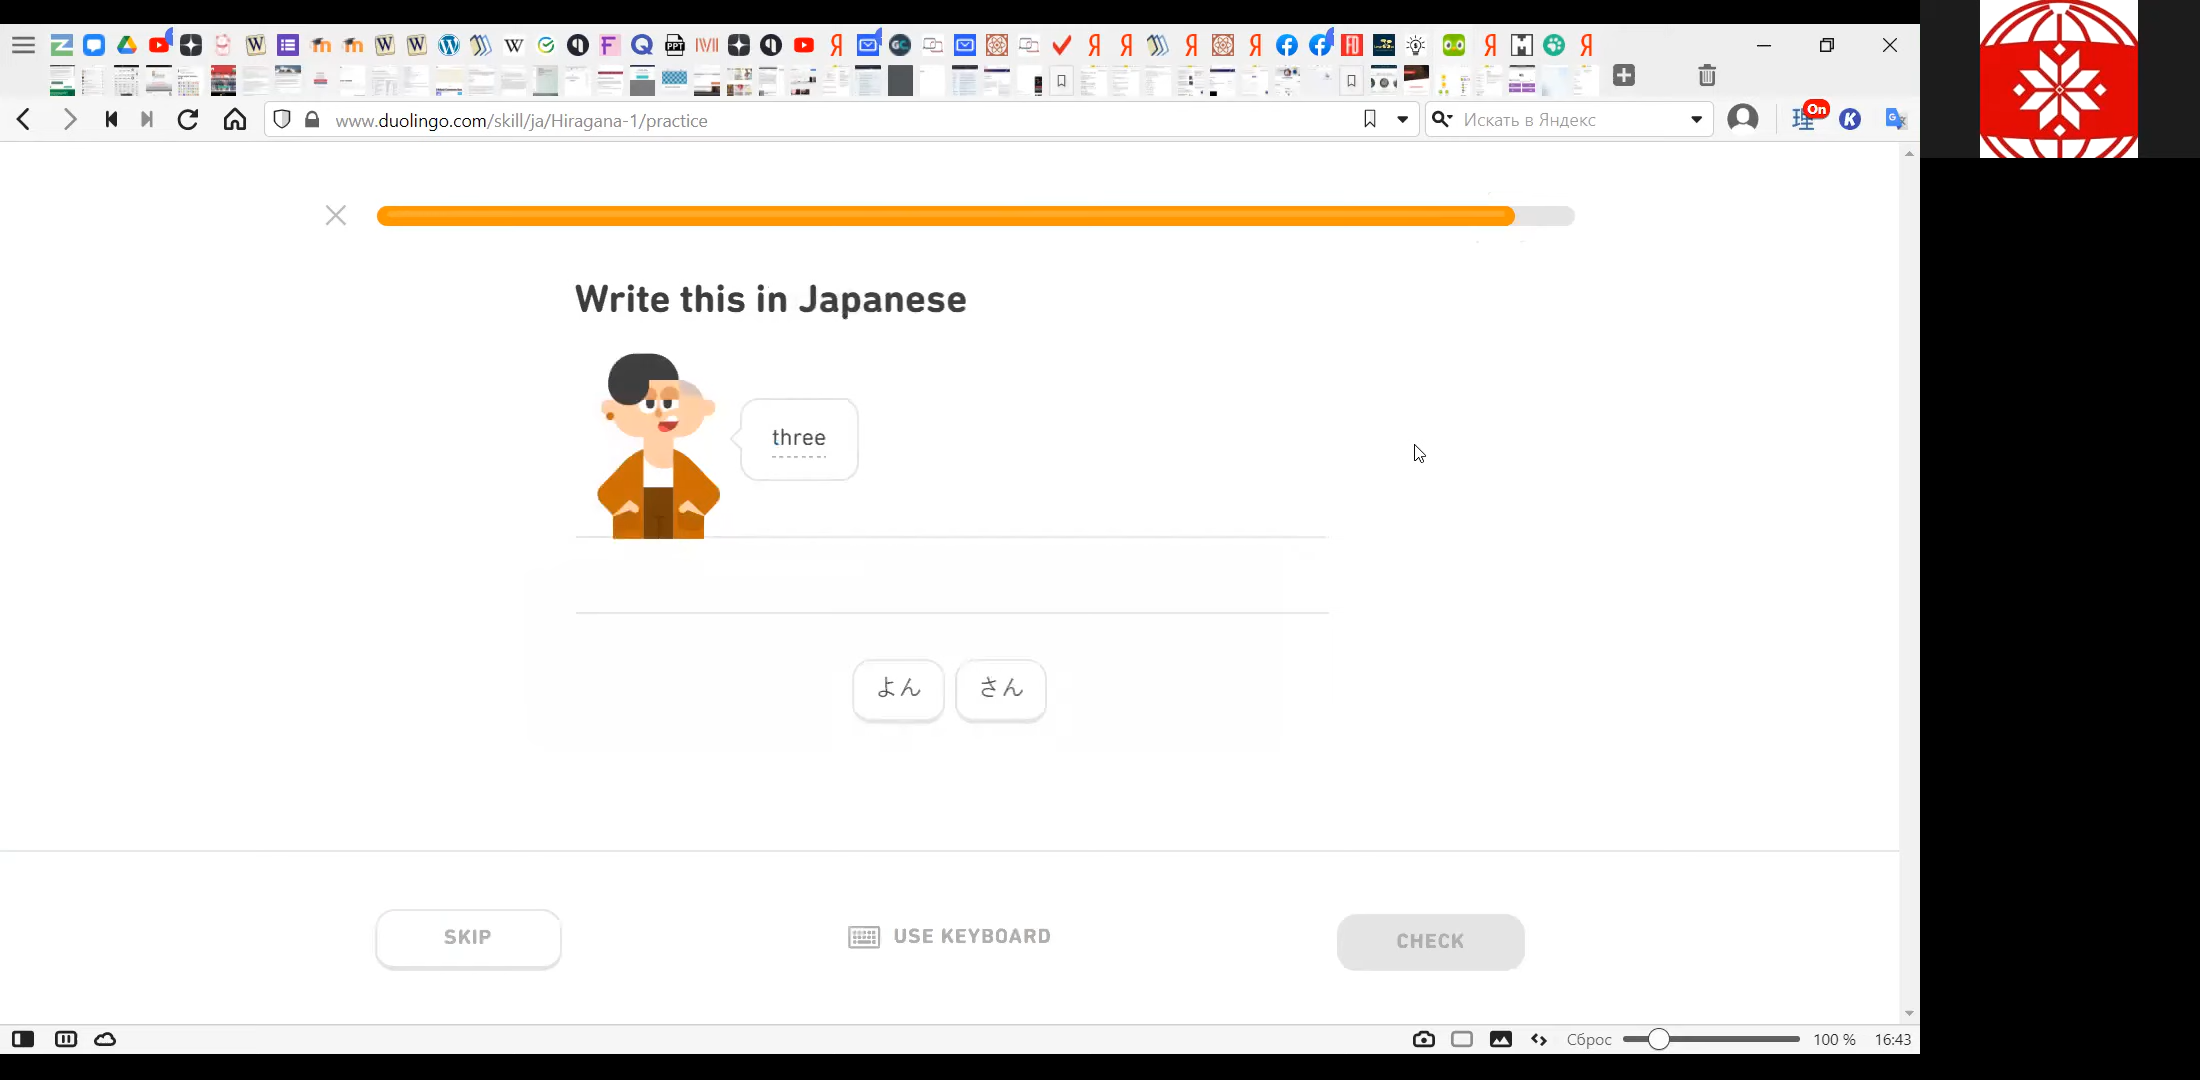 www.duolingo.com/skill/ja/Hiragana-1/practice
Искать в Яндекс
On
Write this in Japanese
three
よん
さん
SKIP
USE KEYBOARD
CHECK
Сброс
100 %
16:43